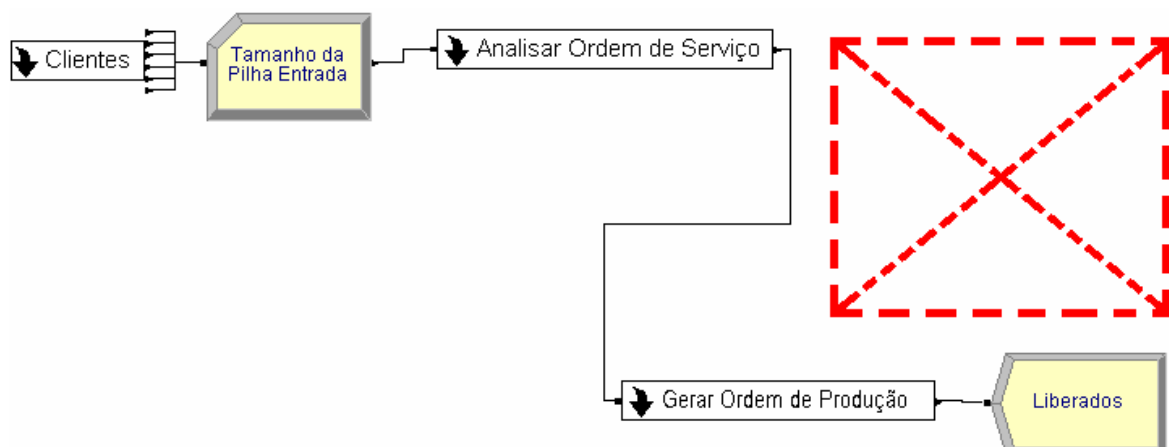 Clientes
Tamanho da
Pilha Entrada
Analisar Ordem de Serviço
Gerar Ordem de Produção
Liberados